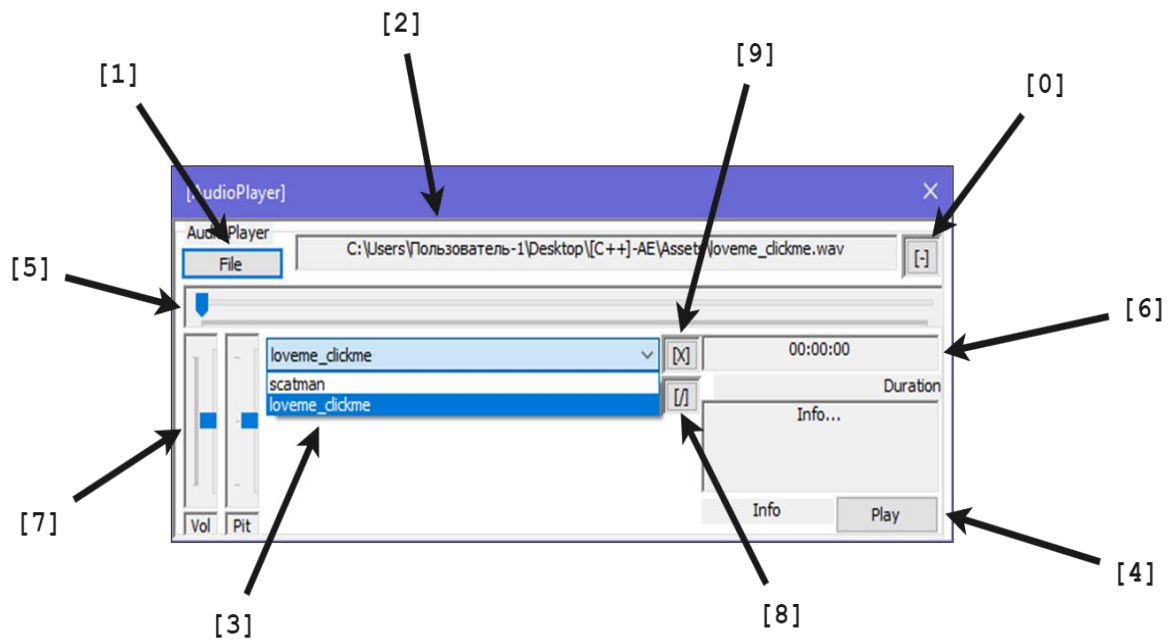 [2]
[9]
[1]
[0]
[AudioPlayer]
AudioPlayer
File
C:\Users\Пользователь-1\Desktop\[C++]-AE\Assets\loveme_clickme.wav
[-]
[5]
[6]
loveme_clickme
[X]
00:00:00
scatman
loveme_clickme
[/]
Duration
Info...
[7]
Vol
Pit
Info
Play
[4]
[3]
[8]